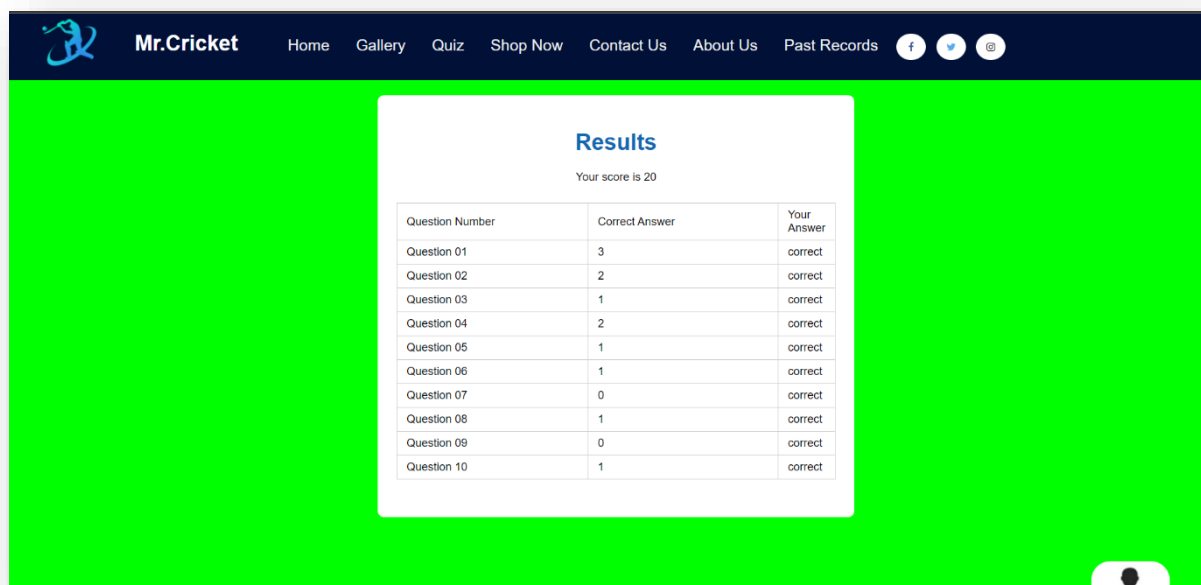 Mr.Cricket Home Gallery Quiz Shop Now Contact Us About Us Past Records
Results
Your score is 20
Question Number Correct Answer Your Answer
Question 01 3 correct
Question 02 2 correct
Question 03 1 correct
Question 04 2 correct
Question 05 1 correct
Question 06 1 correct
Question 07 0 correct
Question 08 1 correct
Question 09 0 correct
Question 10 1 correct